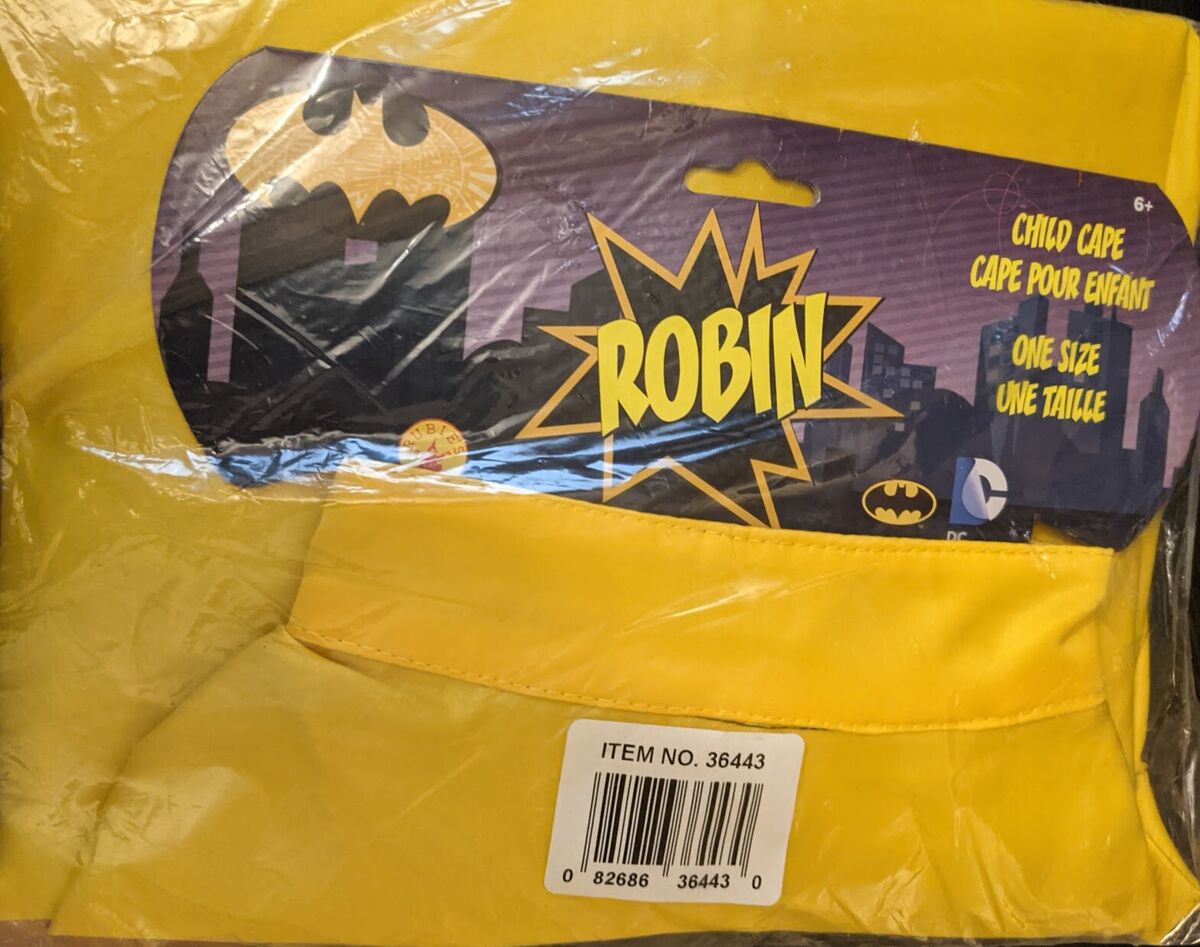 6+
CHILD CAPE
CAPE POUR ENFANT
ONE SIZE
UNE TAILLE
ROBIN
RUBIE'S
DC
ITEM NO. 36443
0 82686 36443 0